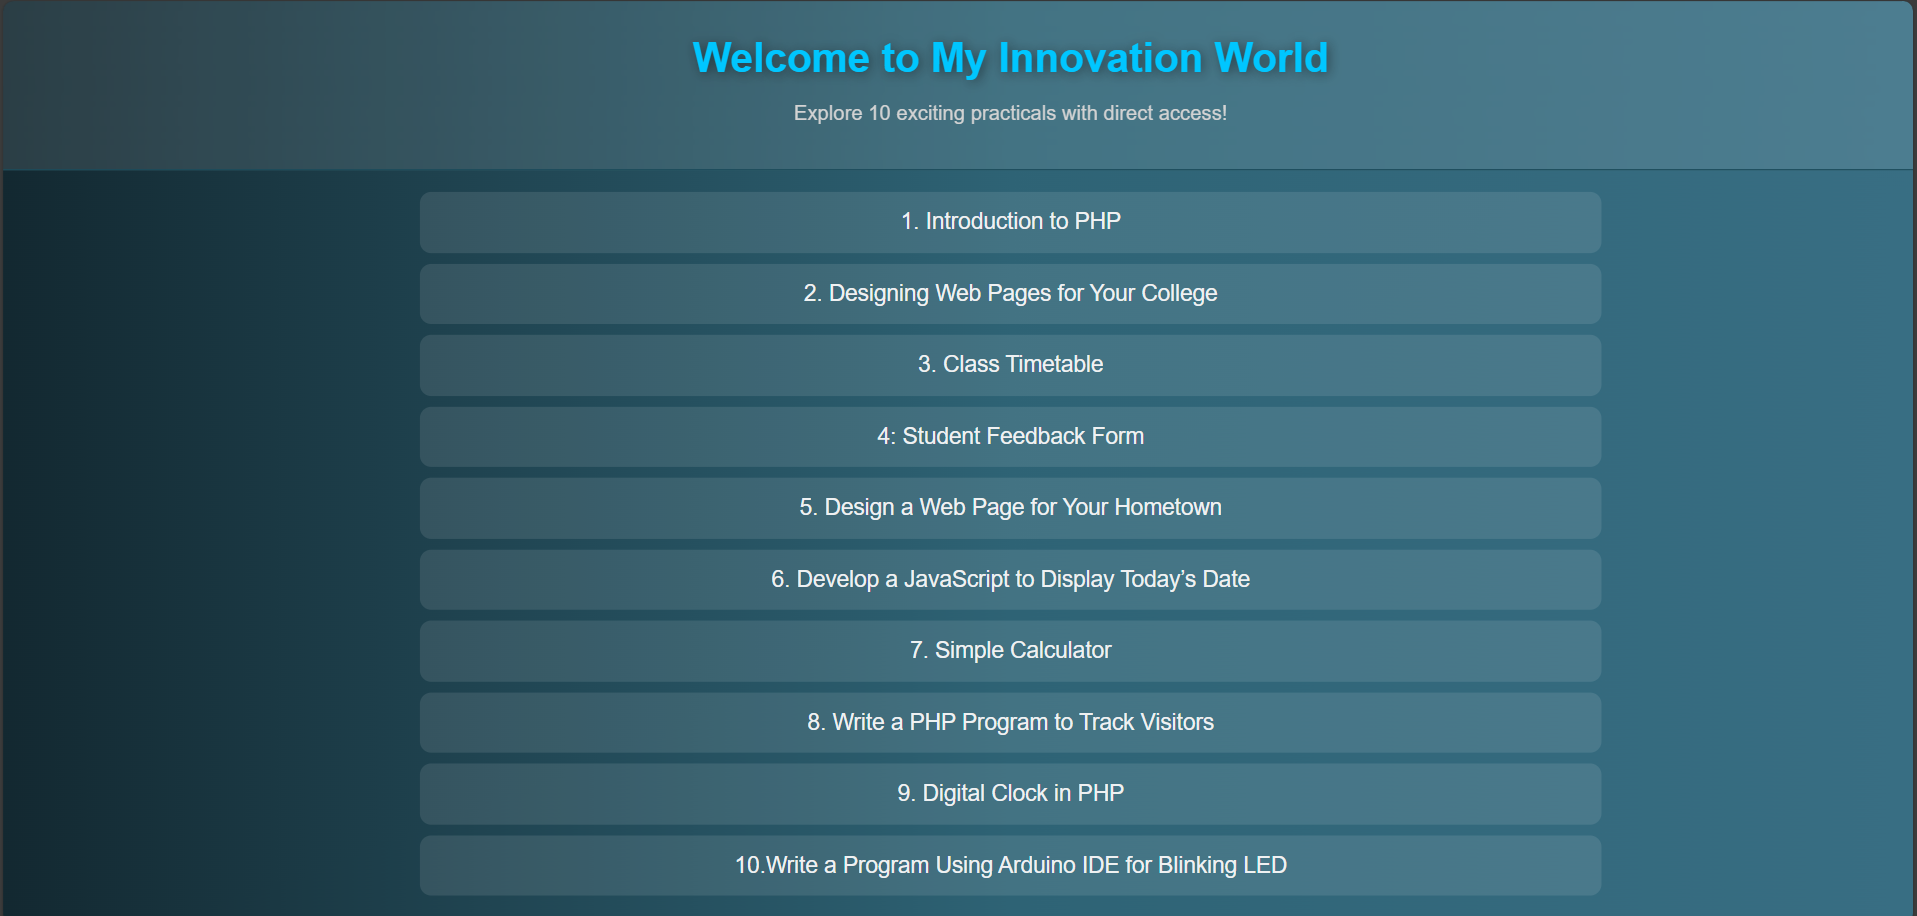 Welcome to My Innovation World
Explore 10 exciting practicals with direct access!
1. Introduction to PHP
2. Designing Web Pages for Your College
3. Class Timetable
4: Student Feedback Form
5. Design a Web Page for Your Hometown
6. Develop a JavaScript to Display Today’s Date
7. Simple Calculator
8. Write a PHP Program to Track Visitors
9. Digital Clock in PHP
10.Write a Program Using Arduino IDE for Blinking LED